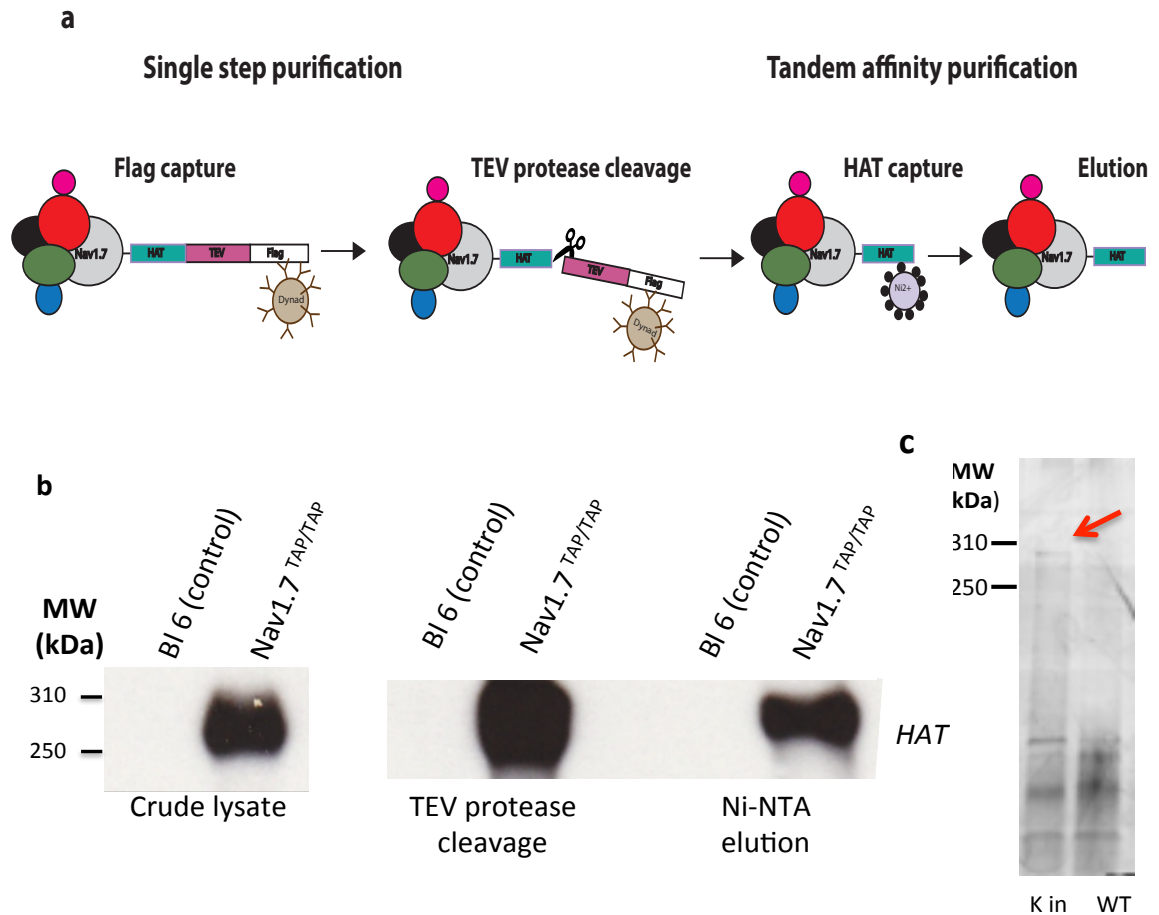 a
Single step purification
Tandem affinity purification
Flag capture
TEV protease cleavage
HAT capture
Elution
Nav1.7
HAT
TEV
Flag
Dynad
Nav1.7
HAT
TEV
Flag
Dynad
Nav1.7
HAT
Ni2+
Nav1.7
HAT
b
MW
(kDa)
Bl 6 (control)
Nav1.7 TAP/TAP
Bl 6 (control)
Nav1.7 TAP/TAP
Bl 6 (control)
Nav1.7 TAP/TAP
310
250
HAT
Crude lysate
TEV protease
cleavage
Ni-NTA
elution
c
MW
kDa)
310
250
K in
WT